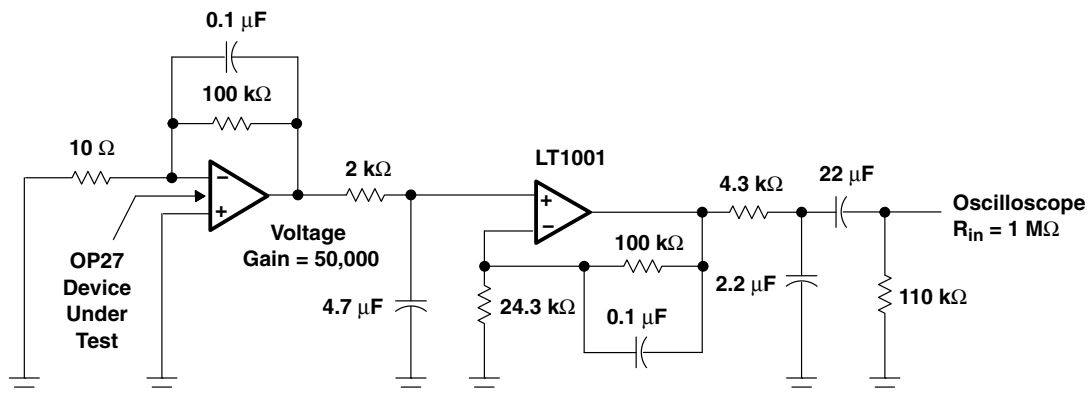 0.1 µF
100 kΩ
10 Ω
−
+
OP27
Device
Under
Test
Voltage
Gain = 50,000
2 kΩ
4.7 µF
LT1001
+
−
24.3 kΩ
100 kΩ
0.1 µF
4.3 kΩ
2.2 µF
22 µF
110 kΩ
Oscilloscope
Rin = 1 MΩ